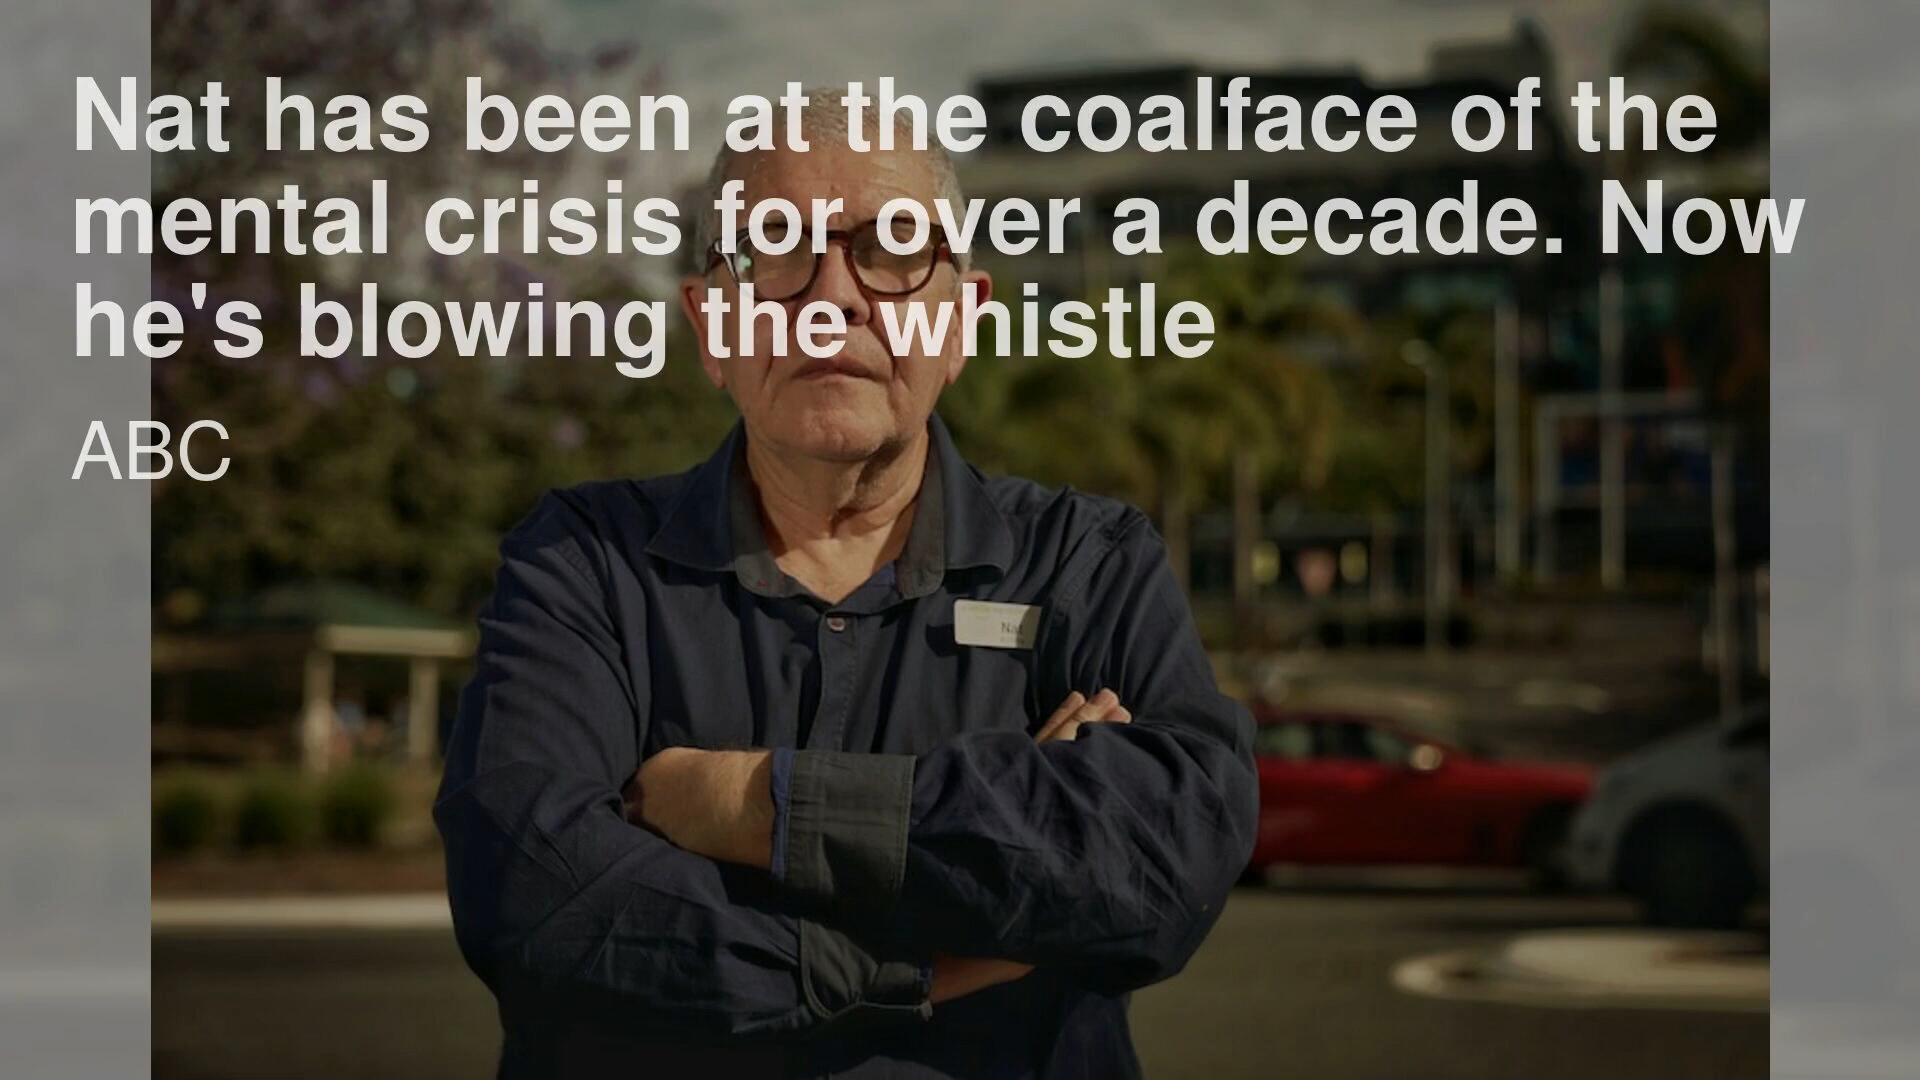 Nat has been at the coalface of the
mental crisis for over a decade. Now
he's blowing the whistle
ABC
Nat